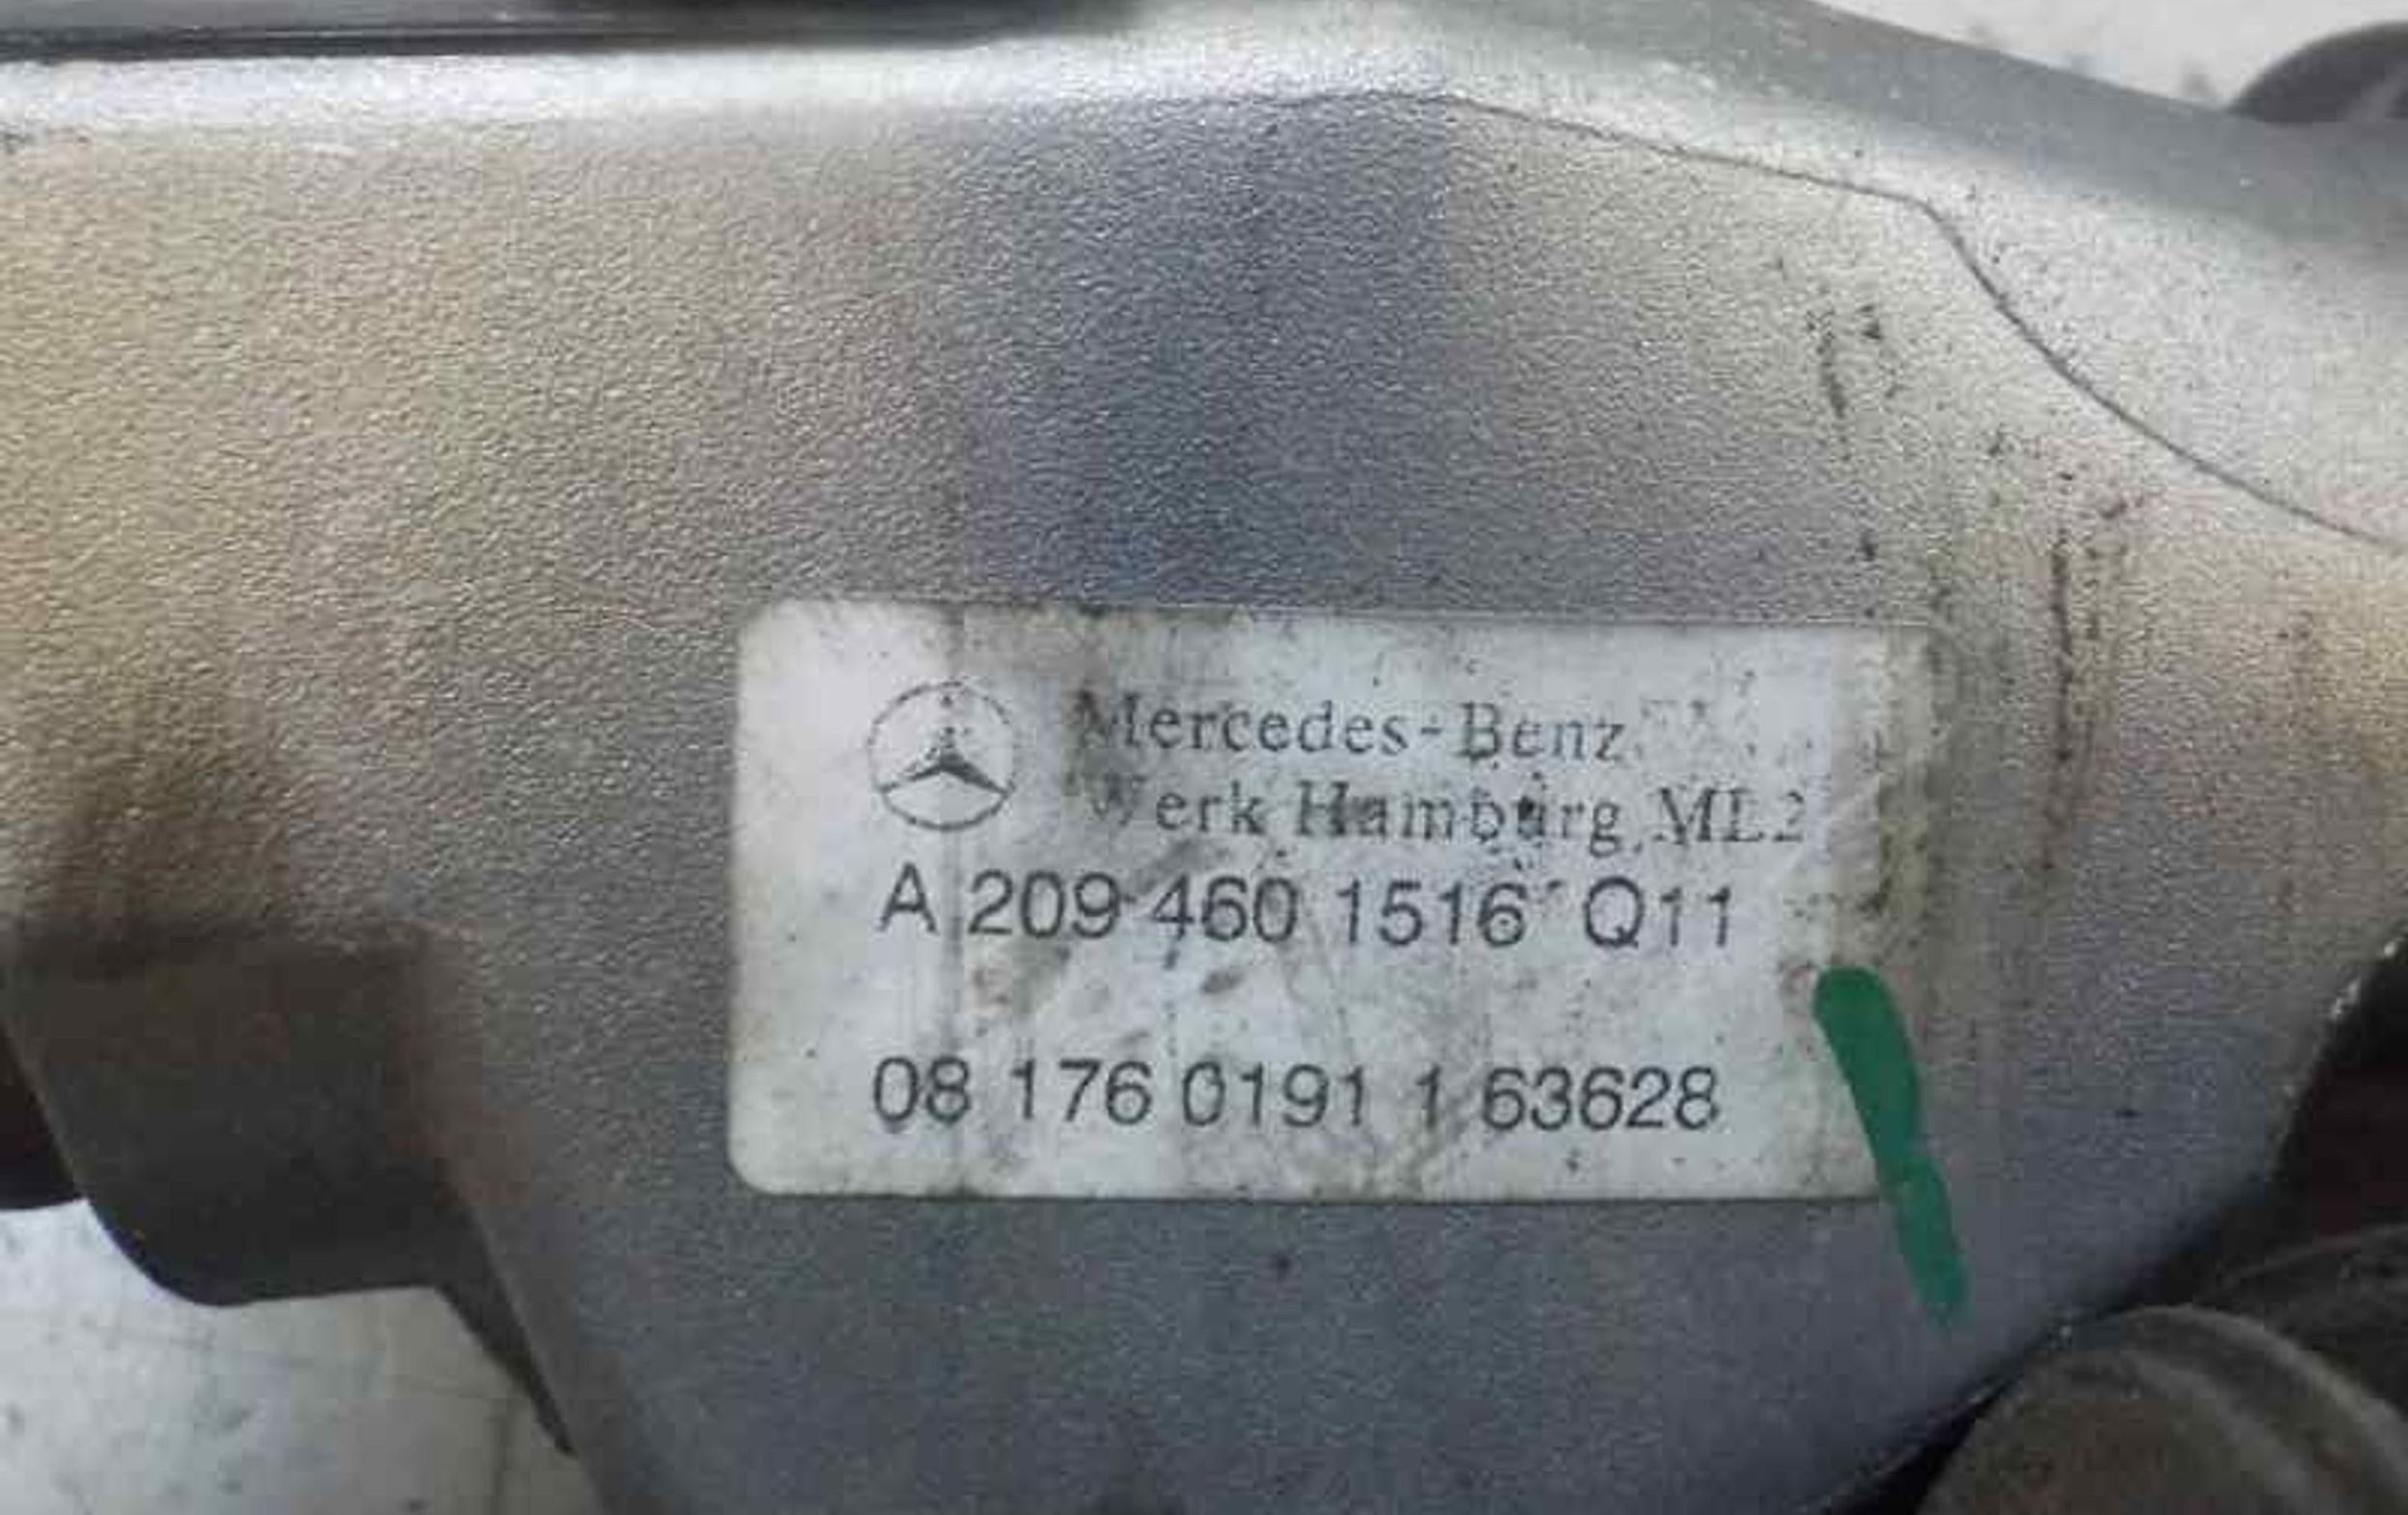 Mercedes-Benz
Werk Hamburg, ML2
A 209 460 1516 Q11
08 176 0191 1 63628